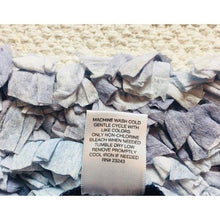 MACHINE WASH COLD
GENTLE CYCLE WITH
LIKE COLORS
ONLY NON-CHLORINE
BLEACH WHEN NEEDED
TUMBLE DRY LOW
REMOVE PROMPTLY
COOL IRON IF NEEDED
RN# 23243